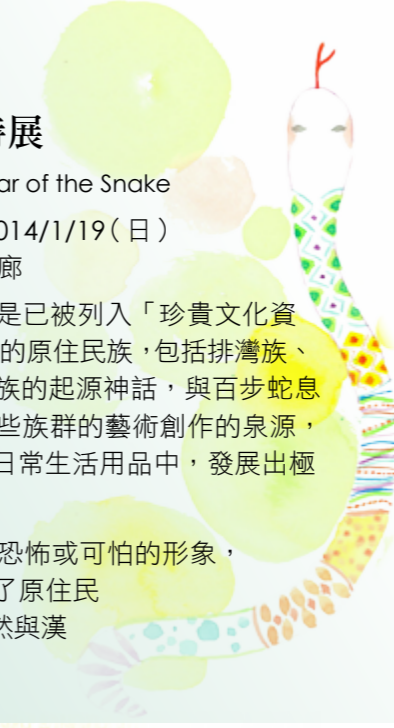 特展
ar of the Snake
014/1/19（日）
廊
是已被列入「珍貴文化資
的原住民族，包括排灣族、
族的起源神話，與百步蛇息
些族群的藝術創作的泉源，
日常生活用品中，發展出極
恐怖或可怕的形象，
了原住民
然與漢